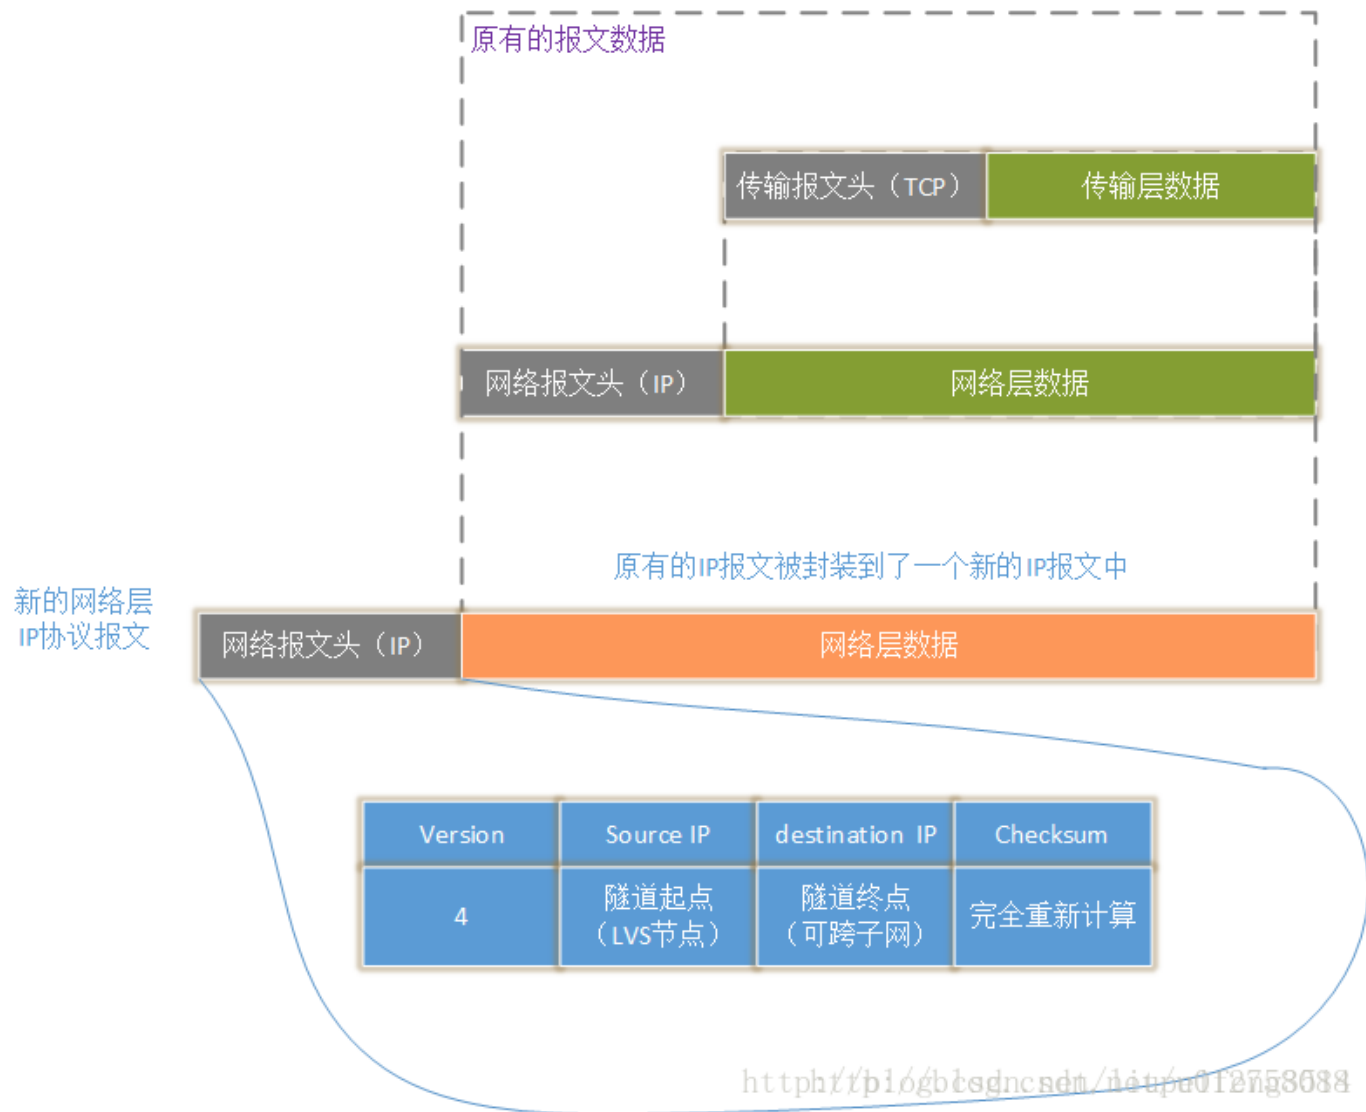 原有的报文数据
传输报文头（TCP）
传输层数据
网络报文头（IP）
网络层数据
原有的IP报文被封装到了一个新的IP报文中
新的网络层
IP协议报文
网络报文头（IP）
网络层数据
Version
Source IP
destination IP
Checksum
4
隧道起点
（LVS节点）
隧道终点
（可跨子网）
完全重新计算